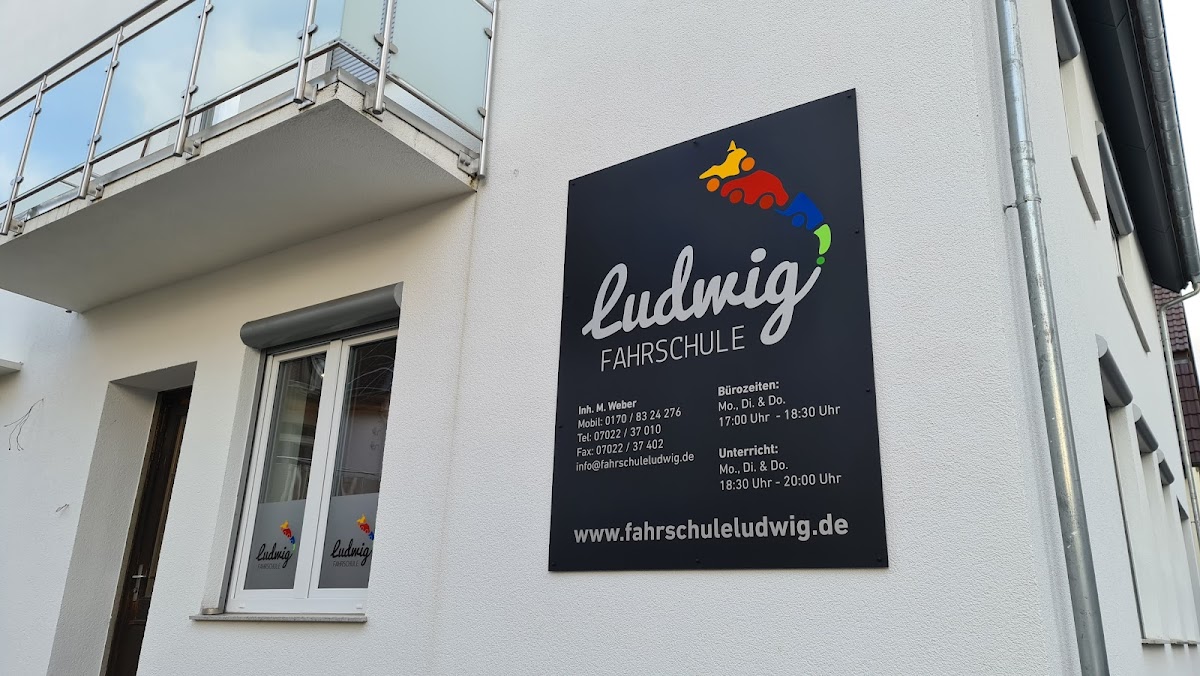 Ludwig
FAHRSCHULE
Inh. M. Weber
Mobil: 0170 / 83 24 276
Tel: 07022 / 37 010
Fax: 07022 / 37 402
info@fahrschuleludwig.de
Bürozeiten:
Mo., Di. & Do.
17:00 Uhr - 18:30 Uhr
Unterricht:
Mo., Di. & Do.
18:30 Uhr - 20:00 Uhr
www.fahrschuleludwig.de
Ludwig
FAHRSCHULE
Ludwig
FAHRSCHULE